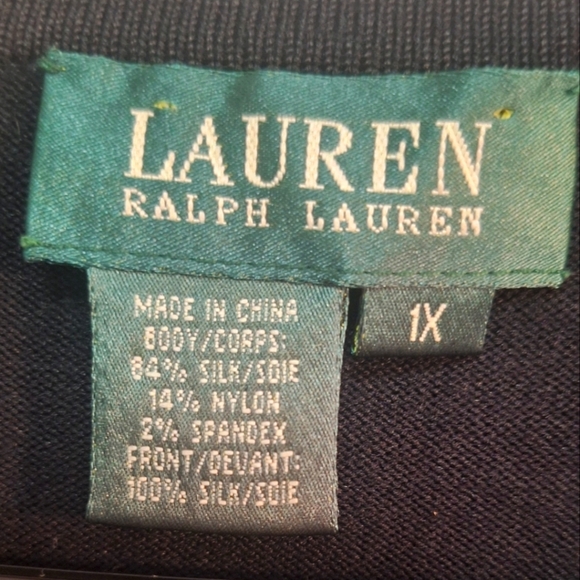 LAUREN
RALPH LAUREN
1X
MADE IN CHINA
BODY/CORPS:
84% SILK/SOIE
14% NYLON
2% SPANDEX
FRONT/DEVANT:
100% SILK/SOIE